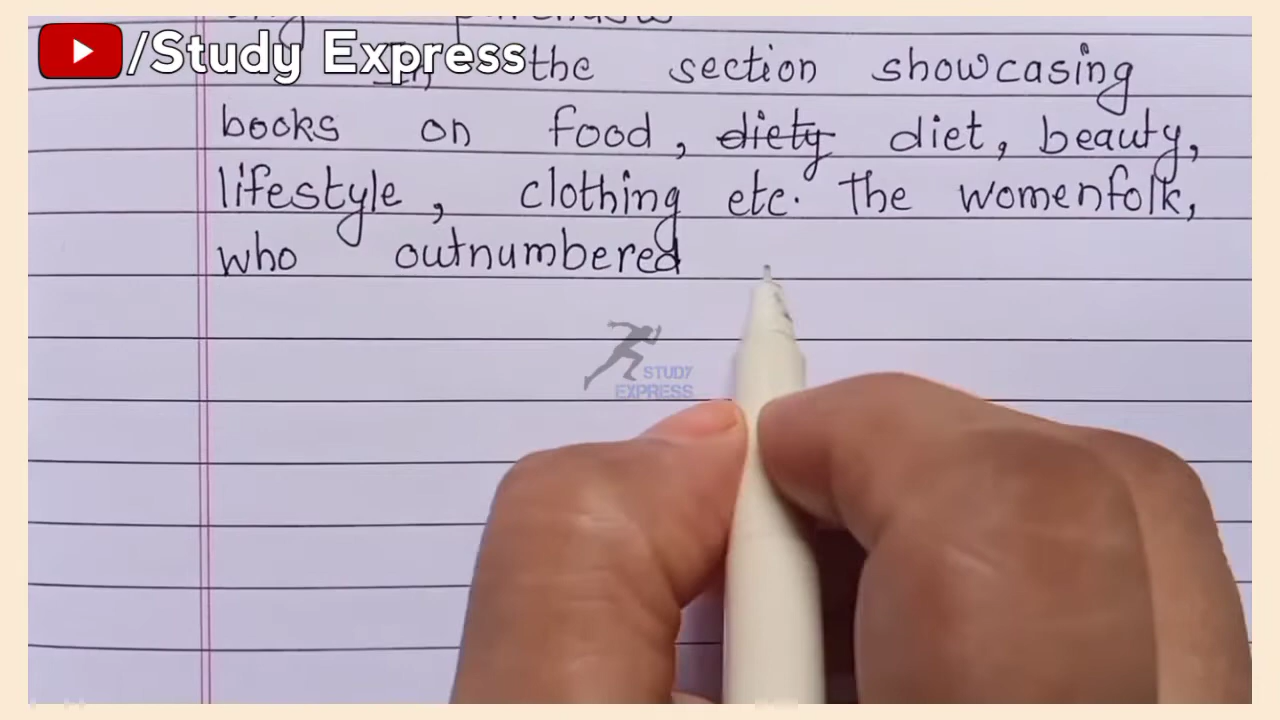 /Study Express
In the section showcasing
books on food, diety diet, beauty,
lifestyle, clothing etc. The womenfolk,
who outnumbered
STUDY
EXPRESS